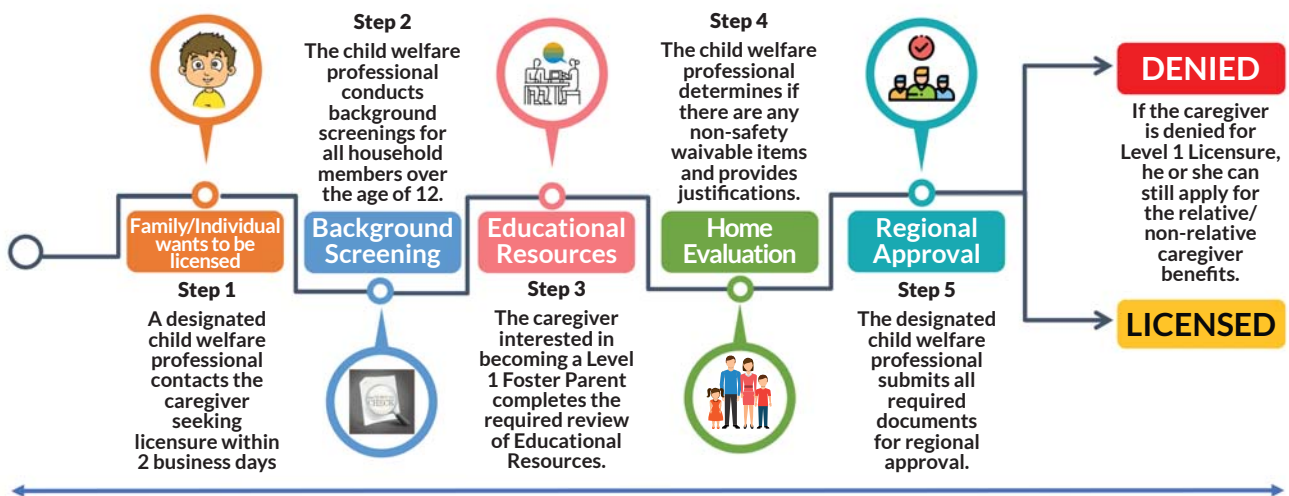 Family/Individual
wants to be
licensed
Step 1
A designated
child welfare
professional
contacts the
caregiver
seeking
licensure within
2 business days
Step 2
The child welfare
professional
conducts
background
screenings for
all household
members over
the age of 12.
Background
Screening
CHECK
Educational
Resources
Step 3
The caregiver
interested in
becoming a Level
1 Foster Parent
completes the
required review
of Educational
Resources.
Step 4
The child welfare
professional
determines if
there are any
non-safety
waivable items
and provides
justifications.
Home
Evaluation
Regional
Approval
Step 5
The designated
child welfare
professional
submits all
required
documents
for regional
approval.
DENIED
If the caregiver
is denied for
Level 1 Licensure,
he or she can
still apply for
the relative/
non-relative
caregiver
benefits.
LICENSED